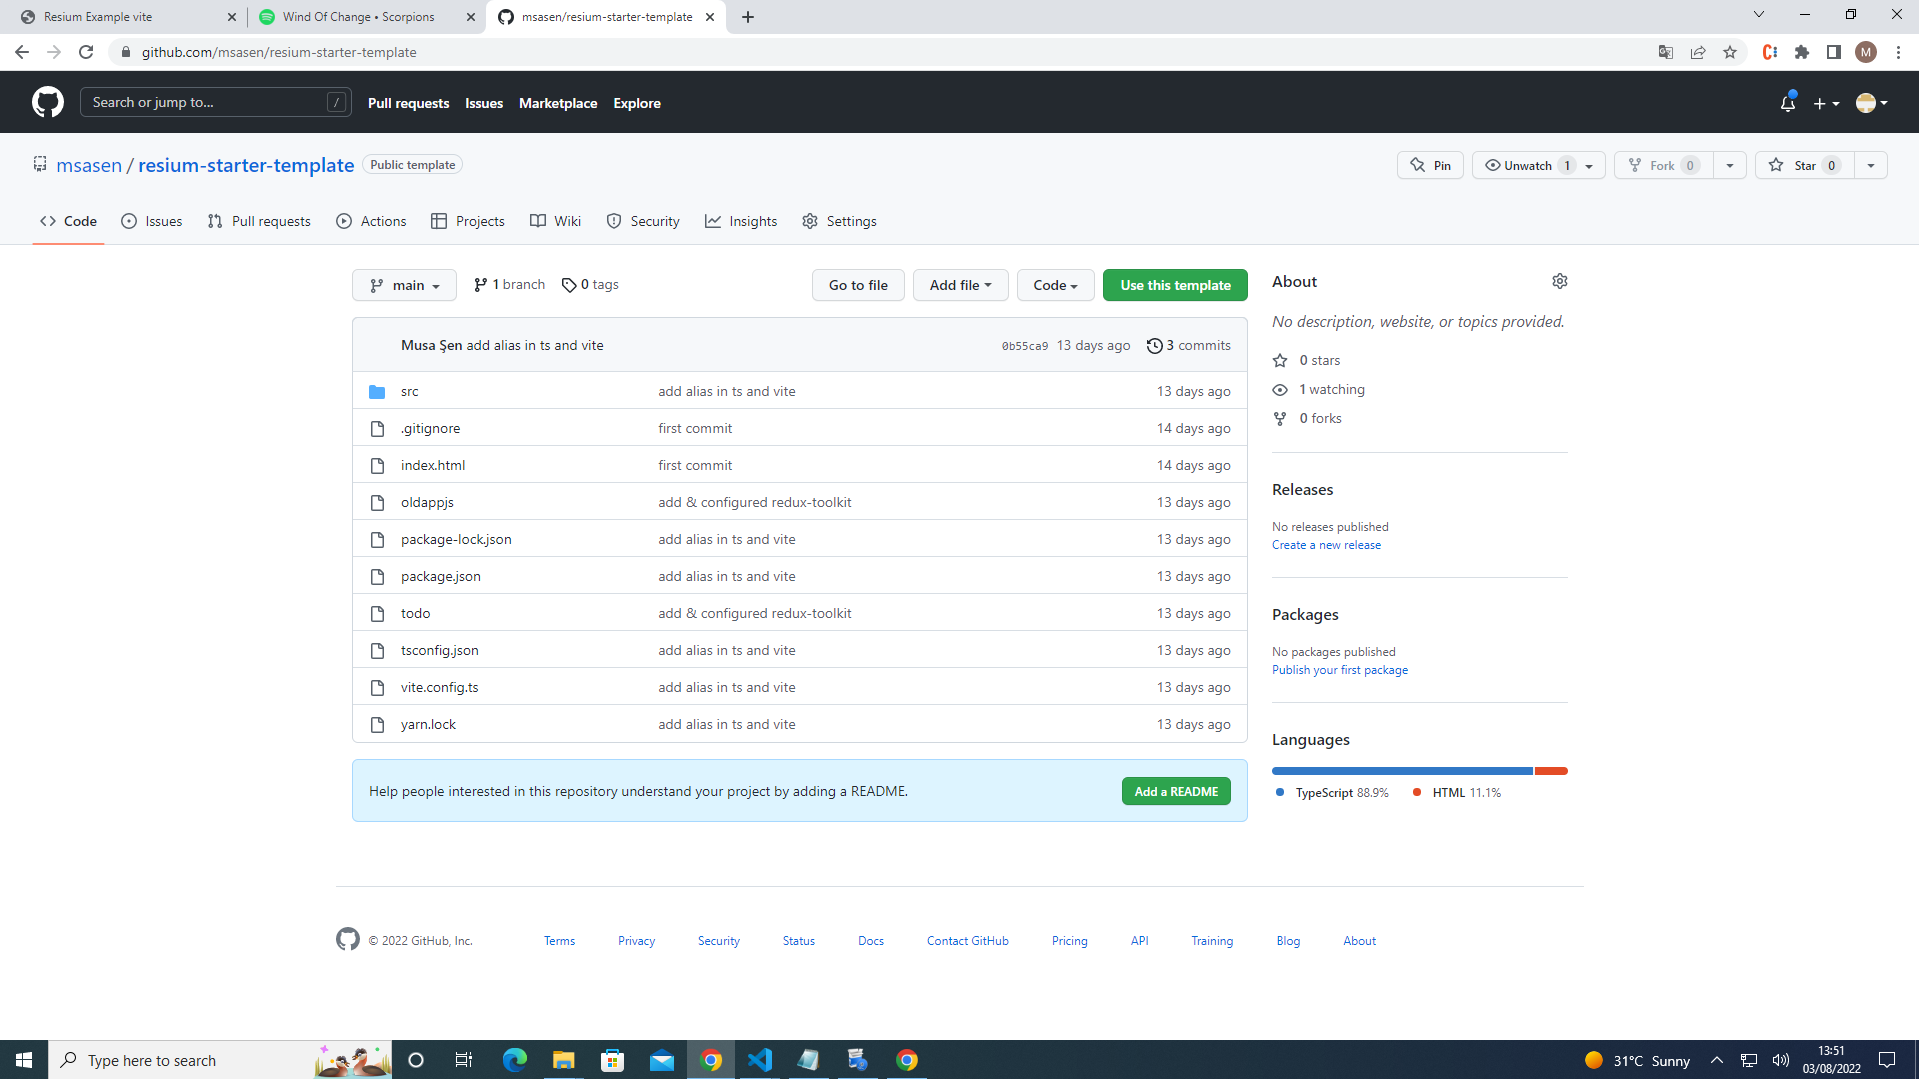 Resium Example vite
Wind Of Change • Scorpions
msasen/resium-starter-template
github.com/msasen/resium-starter-template
M
Search or jump to...
/
Pull requests
Issues
Marketplace
Explore
msasen / resium-starter-template
Public template
Pin
Unwatch 1
Fork 0
Star 0
Code
Issues
Pull requests
Actions
Projects
Wiki
Security
Insights
Settings
main
1 branch
0 tags
Go to file
Add file
Code
Use this template
Musa Şen add alias in ts and vite
0b55ca9 13 days ago
3 commits
src add alias in ts and vite 13 days ago
.gitignore first commit 14 days ago
index.html first commit 14 days ago
oldappjs add & configured redux-toolkit 13 days ago
package-lock.json add alias in ts and vite 13 days ago
package.json add alias in ts and vite 13 days ago
todo add & configured redux-toolkit 13 days ago
tsconfig.json add alias in ts and vite 13 days ago
vite.config.ts add alias in ts and vite 13 days ago
yarn.lock add alias in ts and vite 13 days ago
Help people interested in this repository understand your project by adding a README.
Add a README
About
No description, website, or topics provided.
0 stars
1 watching
0 forks
Releases
No releases published
Create a new release
Packages
No packages published
Publish your first package
Languages
TypeScript 88.9%
HTML 11.1%
© 2022 GitHub, Inc.
Terms
Privacy
Security
Status
Docs
Contact GitHub
Pricing
API
Training
Blog
About
Type here to search
31°C Sunny
13:51
03/08/2022